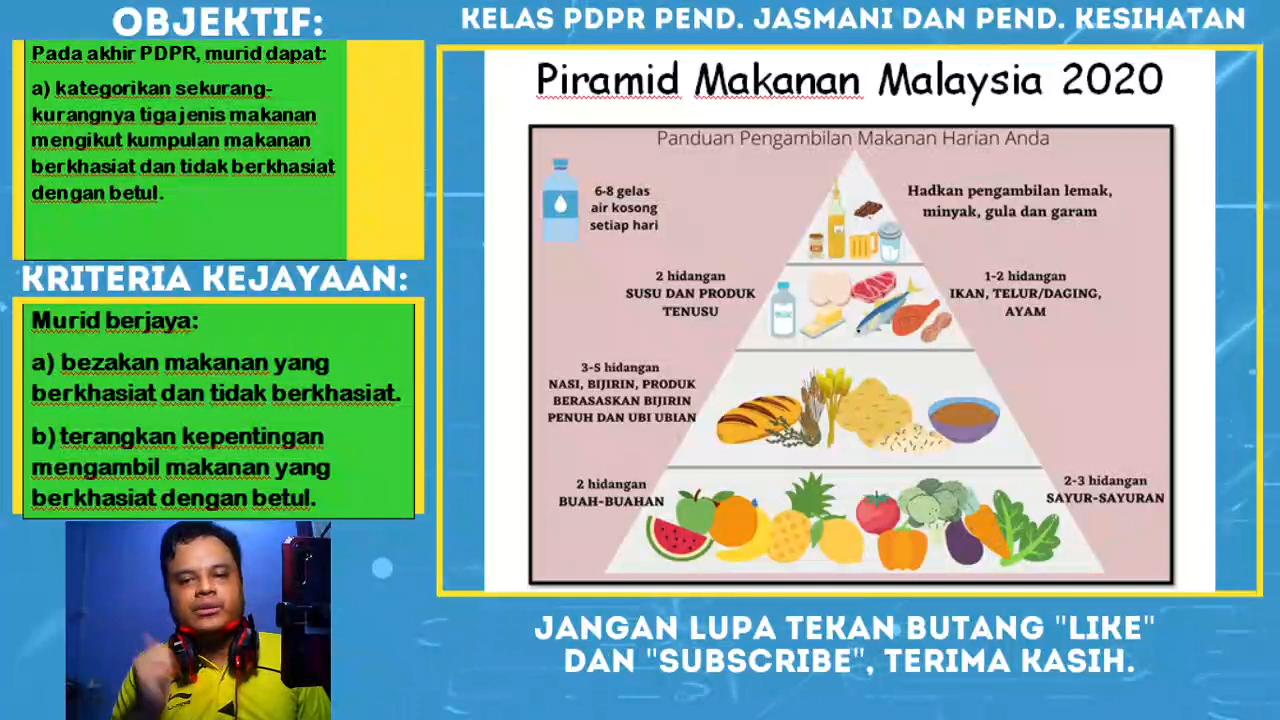 OBJEKTIF:
Pada akhir PDPR, murid dapat:
a) kategorikan sekurang-
kurangnya tiga jenis makanan
mengikut kumpulan makanan
berkhasiat dan tidak berkhasiat
dengan betul.
KRITERIA KEJAYAAN:
Murid berjaya:
a) bezakan makanan yang
berkhasiat dan tidak berkhasiat.
b) terangkan kepentingan
mengambil makanan yang
berkhasiat dengan betul.
KELAS PDPR PEND. JASMANI DAN PEND. KESIHATAN
Piramid Makanan Malaysia 2020
Panduan Pengambilan Makanan Harian Anda
6-8 gelas
air kosong
setiap hari
Hadkan pengambilan lemak,
minyak, gula dan garam
2 hidangan
SUSU DAN PRODUK
TENUSU
1-2 hidangan
IKAN, TELUR/DAGING,
AYAM
3-5 hidangan
NASI, BIJIRIN, PRODUK
BERASASKAN BIJIRIN
PENUH DAN UBI UBIAN
2 hidangan
BUAH-BUAHAN
2-3 hidangan
SAYUR-SAYURAN
JANGAN LUPA TEKAN BUTANG "LIKE"
DAN "SUBSCRIBE", TERIMA KASIH.